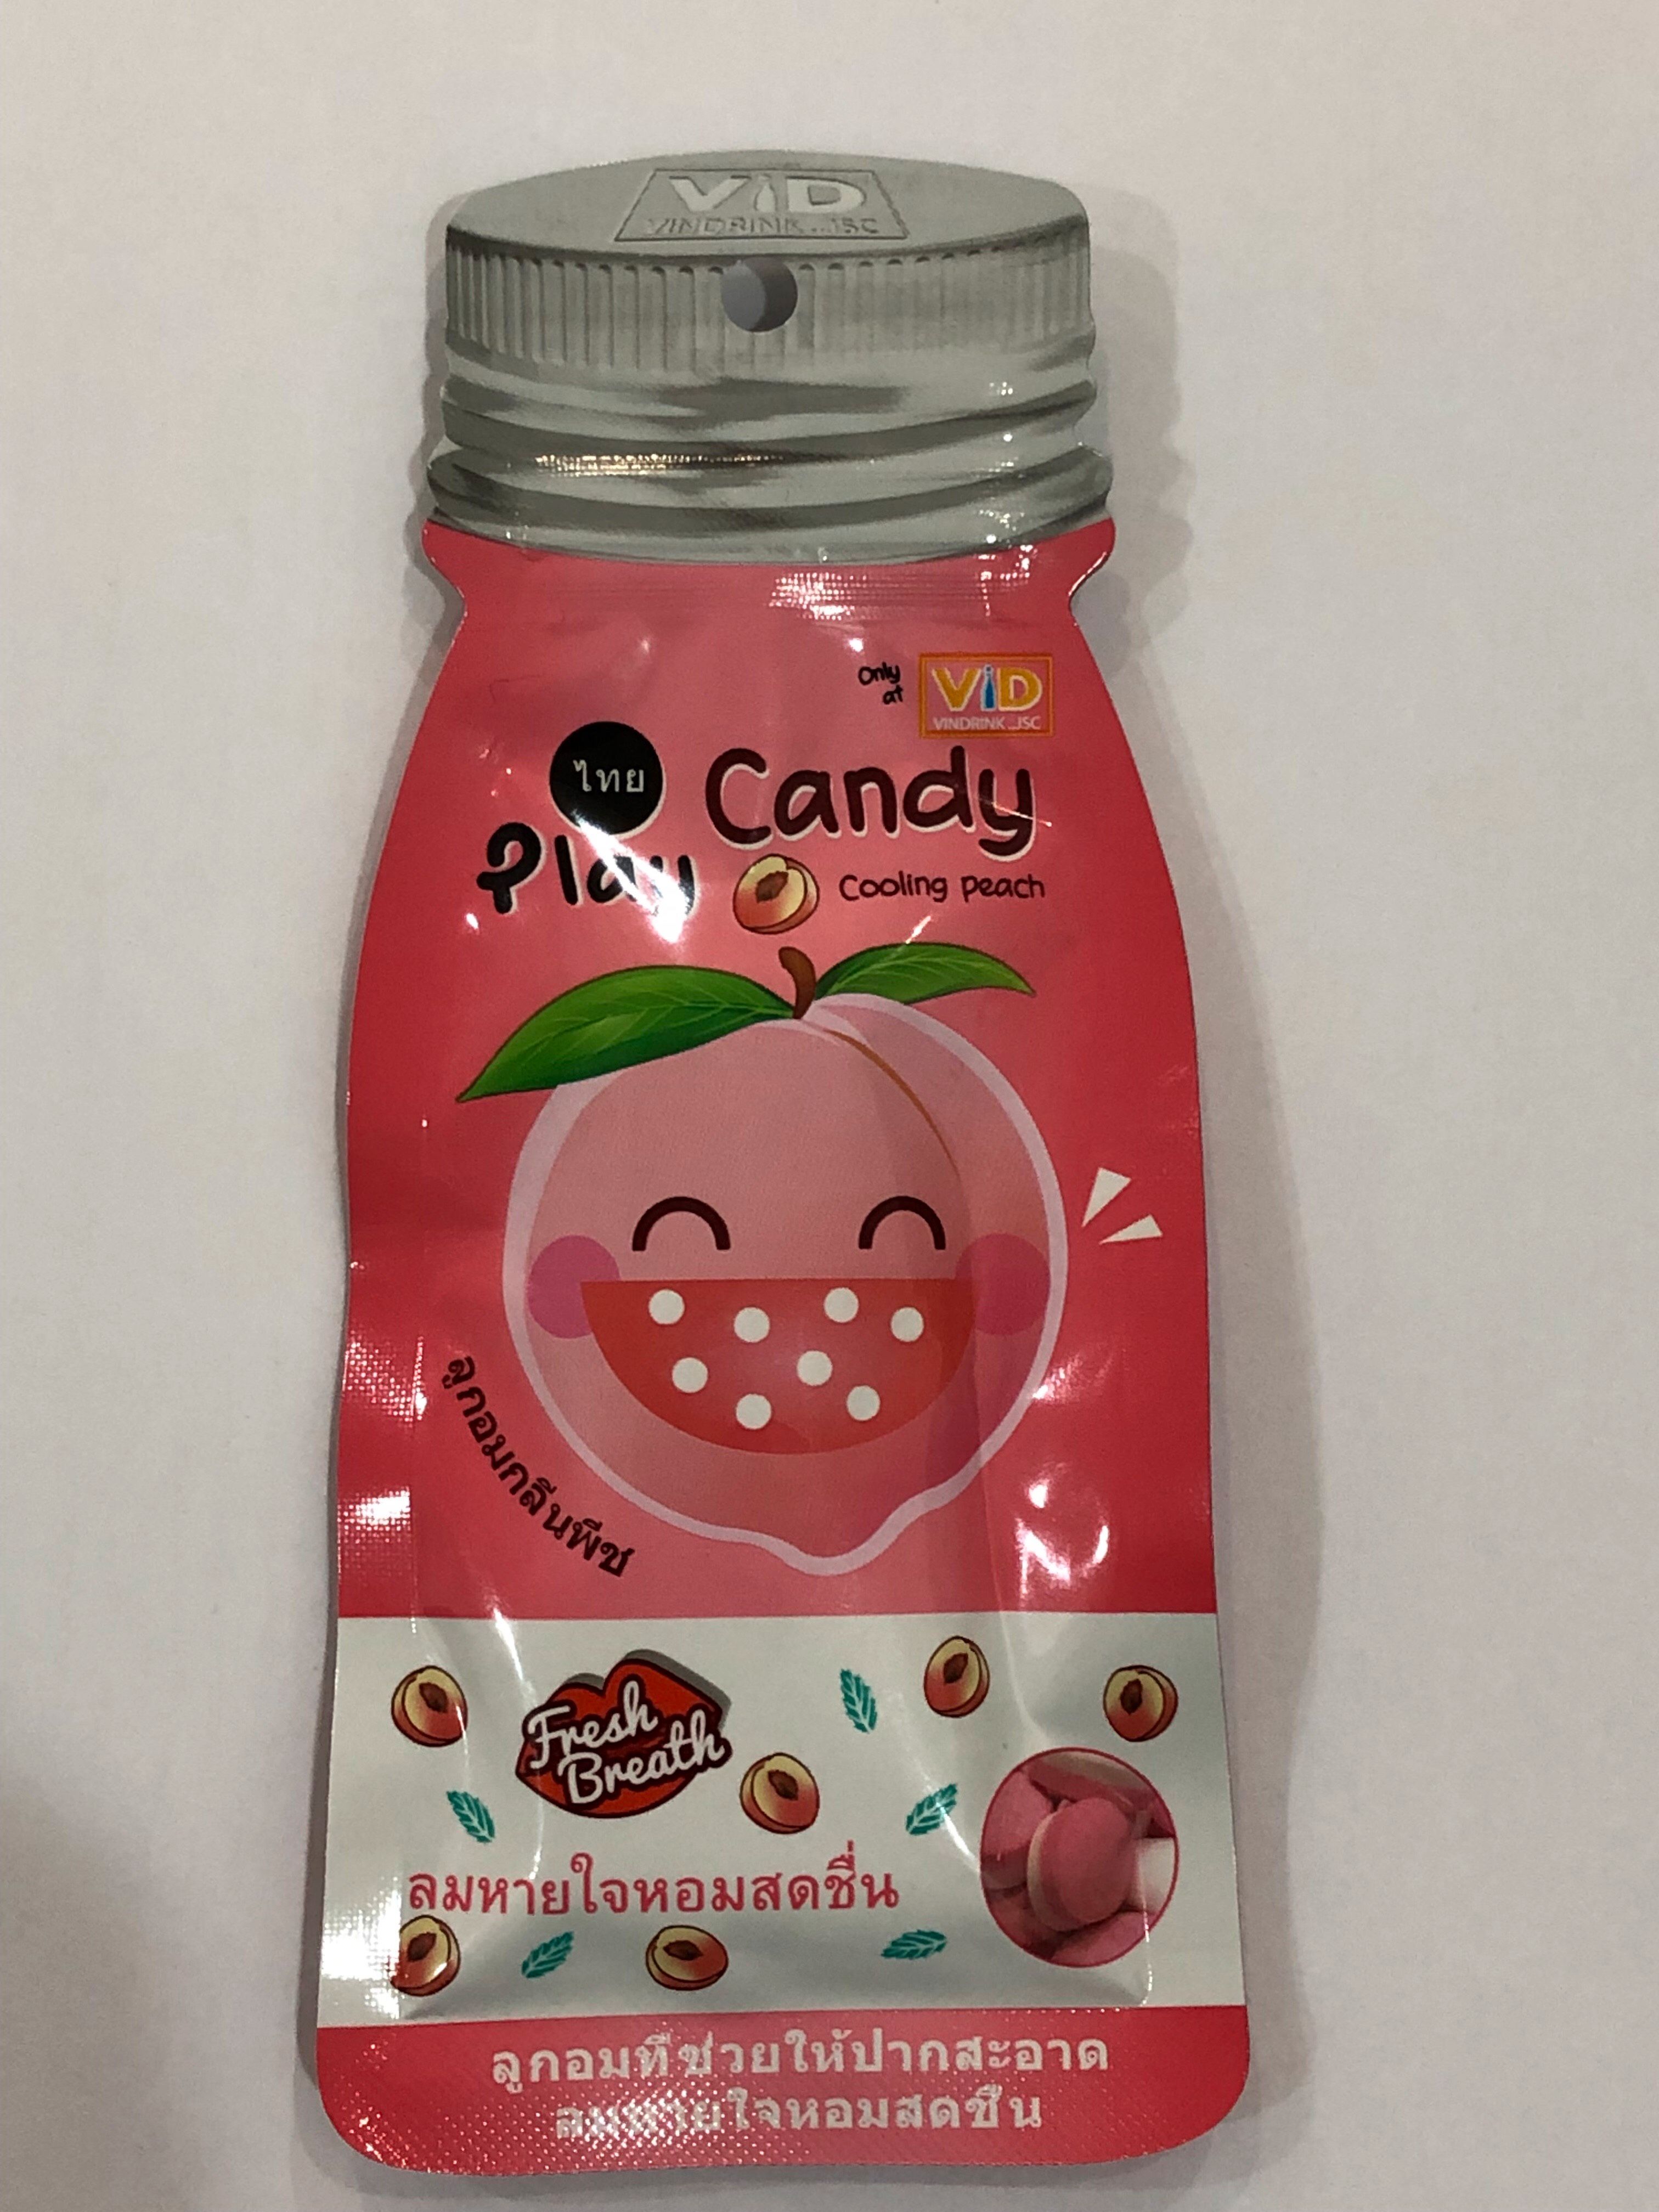 ViD
VINDRINK.,JSC
Only
at
ViD
VINDRINK.,JSC
ไทย
Play
Candy
Cooling peach
ลูกอมกลิ่นพีช
Fresh
Breath
ลมหายใจหอมสดชื่น
ลูกอมที่ช่วยให้ปากสะอาด
ลมหายใจหอมสดชื่น